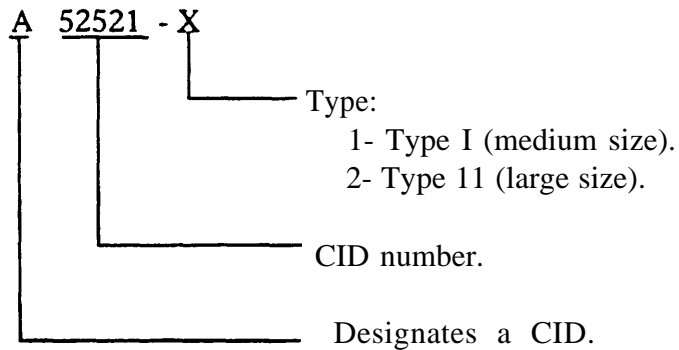 A 52521 - X
Type:
1- Type I (medium size).
2- Type 11 (large size).
CID number.
Designates a CID.